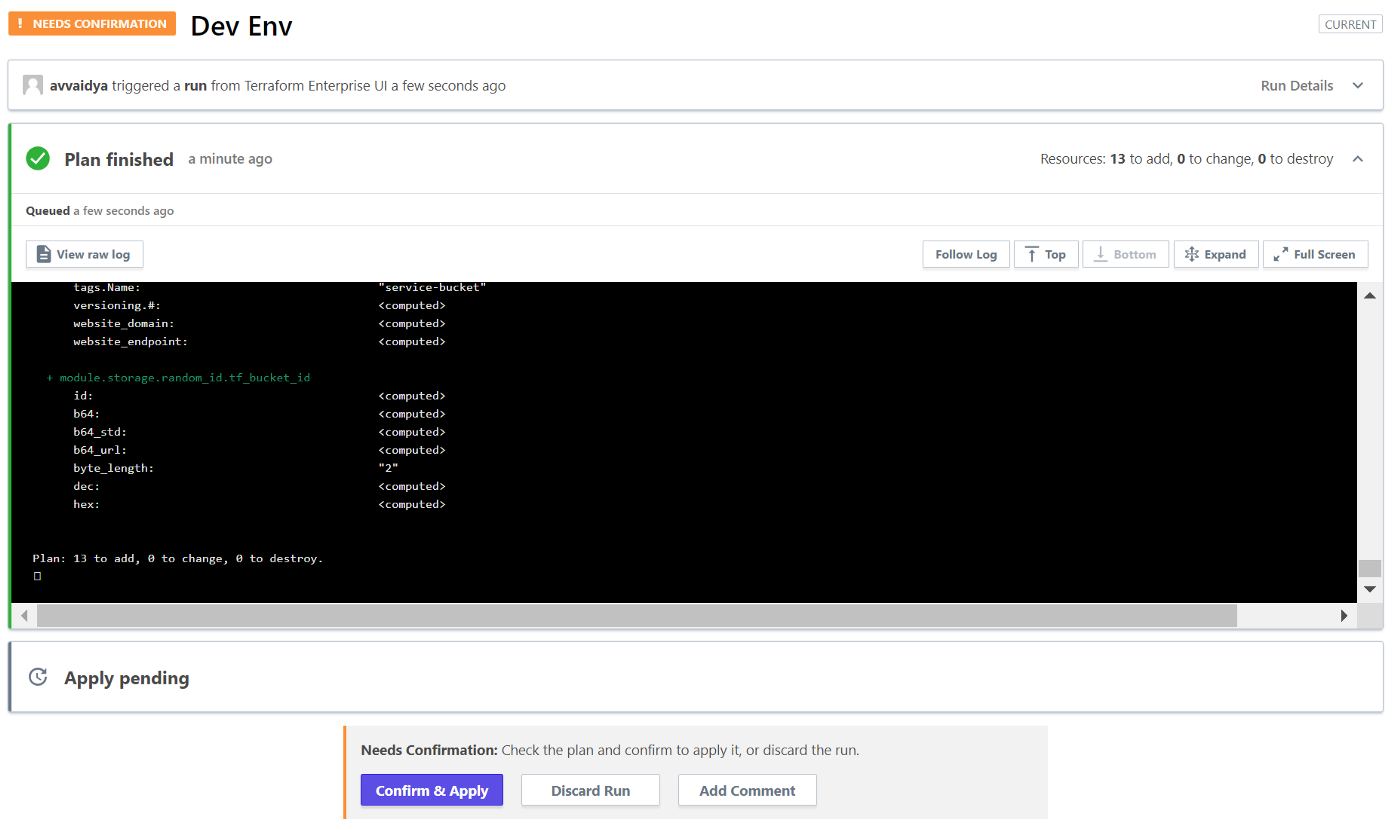 ! NEEDS CONFIRMATION Dev Env CURRENT
avvaidya triggered a run from Terraform Enterprise UI a few seconds ago Run Details
Plan finished a minute ago Resources: 13 to add, 0 to change, 0 to destroy
Queued a few seconds ago
View raw log Follow Log Top Bottom Expand Full Screen
tags.Name: "service-bucket"
versioning.#: <computed>
website_domain: <computed>
website_endpoint: <computed>
+ module.storage.random_id.tf_bucket_id
id: <computed>
b64: <computed>
b64_std: <computed>
b64_url: <computed>
byte_length: "2"
dec: <computed>
hex: <computed>
Plan: 13 to add, 0 to change, 0 to destroy.
Apply pending
Needs Confirmation: Check the plan and confirm to apply it, or discard the run.
Confirm & Apply Discard Run Add Comment